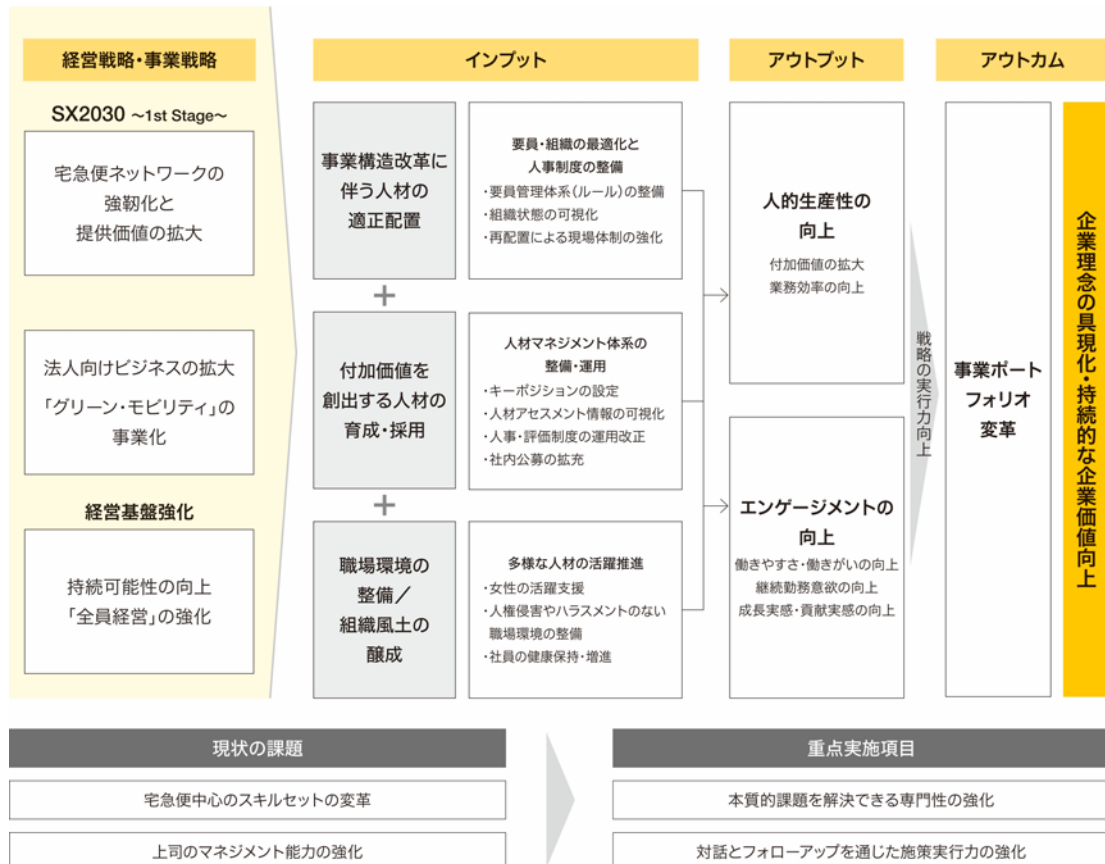 経営戦略・事業戦略
SX2030 ～1st Stage～
宅急便ネットワークの
強靭化と
提供価値の拡大
法人向けビジネスの拡大
「グリーン・モビリティ」の
事業化
経営基盤強化
持続可能性の向上
「全員経営」の強化
インプット
事業構造改革に
伴う人材の
適正配置
要員・組織の最適化と
人事制度の整備
・要員管理体系（ルール）の整備
・組織状態の可視化
・再配置による現場体制の強化
+
付加価値を
創出する人材の
育成・採用
人材マネジメント体系の
整備・運用
・キーポジションの設定
・人材アセスメント情報の可視化
・人事・評価制度の運用改正
・社内公募の拡充
+
職場環境の
整備／
組織風土の
醸成
多様な人材の活躍推進
・女性の活躍支援
・人権侵害やハラスメントのない
職場環境の整備
・社員の健康保持・増進
アウトプット
人的生産性の
向上
付加価値の拡大
業務効率の向上
エンゲージメントの
向上
働きやすさ・働きがいの向上
継続勤務意欲の向上
成長実感・貢献実感の向上
戦略の実行力向上
アウトカム
事業ポート
フォリオ
変革
企業理念の具現化・持続的な企業価値向上
現状の課題
宅急便中心のスキルセットの変革
上司のマネジメント能力の強化
重点実施項目
本質的課題を解決できる専門性の強化
対話とフォローアップを通じた施策実行力の強化